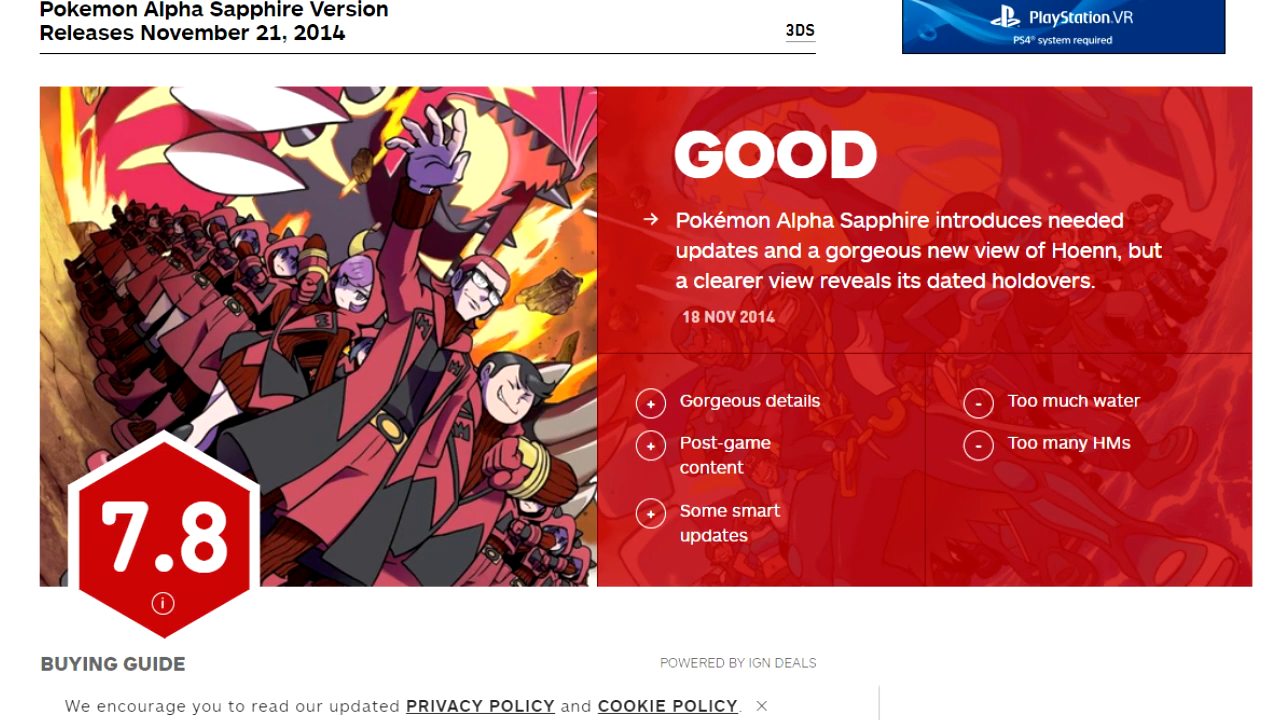 Pokemon Alpha Sapphire Version
Releases November 21, 2014
3DS
PlayStation.VR
PS4® system required
GOOD
→ Pokémon Alpha Sapphire introduces needed
updates and a gorgeous new view of Hoenn, but
a clearer view reveals its dated holdovers.
18 NOV 2014
+ Gorgeous details
+ Post-game
content
+ Some smart
updates
- Too much water
- Too many HMs
7.8
i
BUYING GUIDE
POWERED BY IGN DEALS
We encourage you to read our updated PRIVACY POLICY and COOKIE POLICY. ×